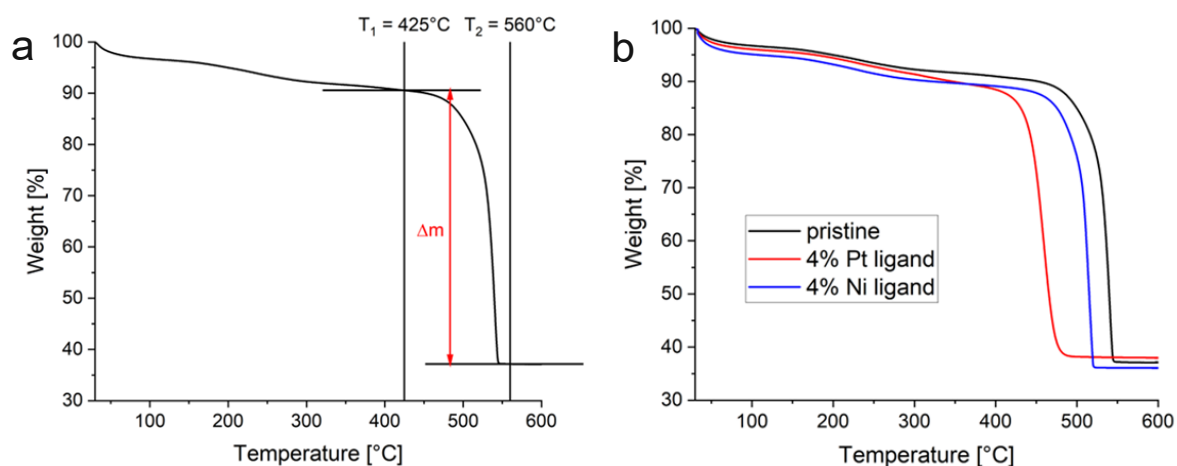 a
T₁ = 425°C T₂ = 560°C
100
90
80
70
60
50
40
30
Weight [%]
Δm
100 200 300 400 500 600
Temperature [°C]
b
100
90
80
70
60
50
40
30
Weight [%]
pristine
4% Pt ligand
4% Ni ligand
100 200 300 400 500 600
Temperature [°C]